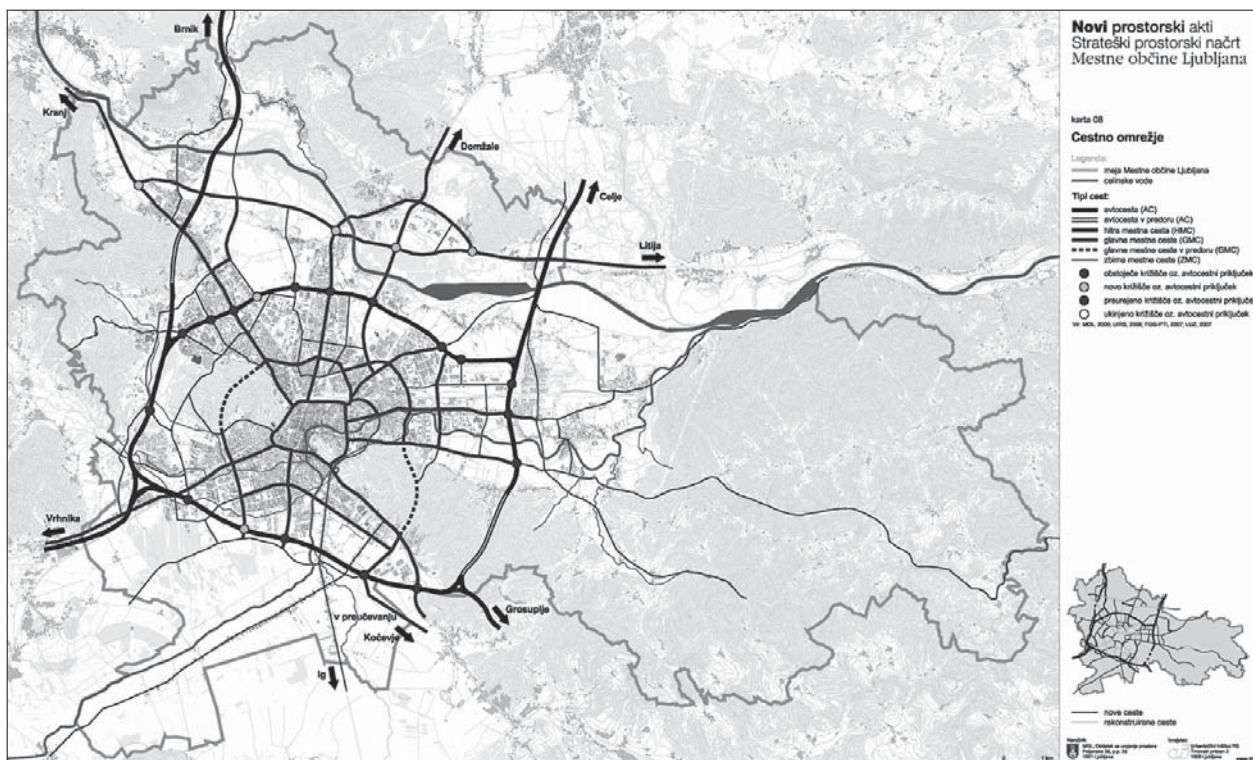 Brnik
Kranj
Domžale
Celje
Litija
Vrhnika
v preučevanju
Kočevje
Grosuplje
Ig
Novi prostorski akti
Strateški prostorski načrt
Mestne občine Ljubljana
karta 08
Cestno omrežje
Legenda:
meja Mestne občine Ljubljana
celinske vode
Tipi cest:
avtocesta (AC)
avtocesta v predoru (AC)
hitra mestna cesta (HMC)
glavne mestne ceste (GMC)
glavne mestne ceste v predoru (GMC)
zbirne mestne ceste (ZMC)
obstoječe križišče oz. avtocestni priključek
novo križišče oz. avtocestni priključek
preurejeno križišče oz. avtocestni priključek
ukinjeno križišče oz. avtocestni priključek
nove ceste
rekonstruirane ceste